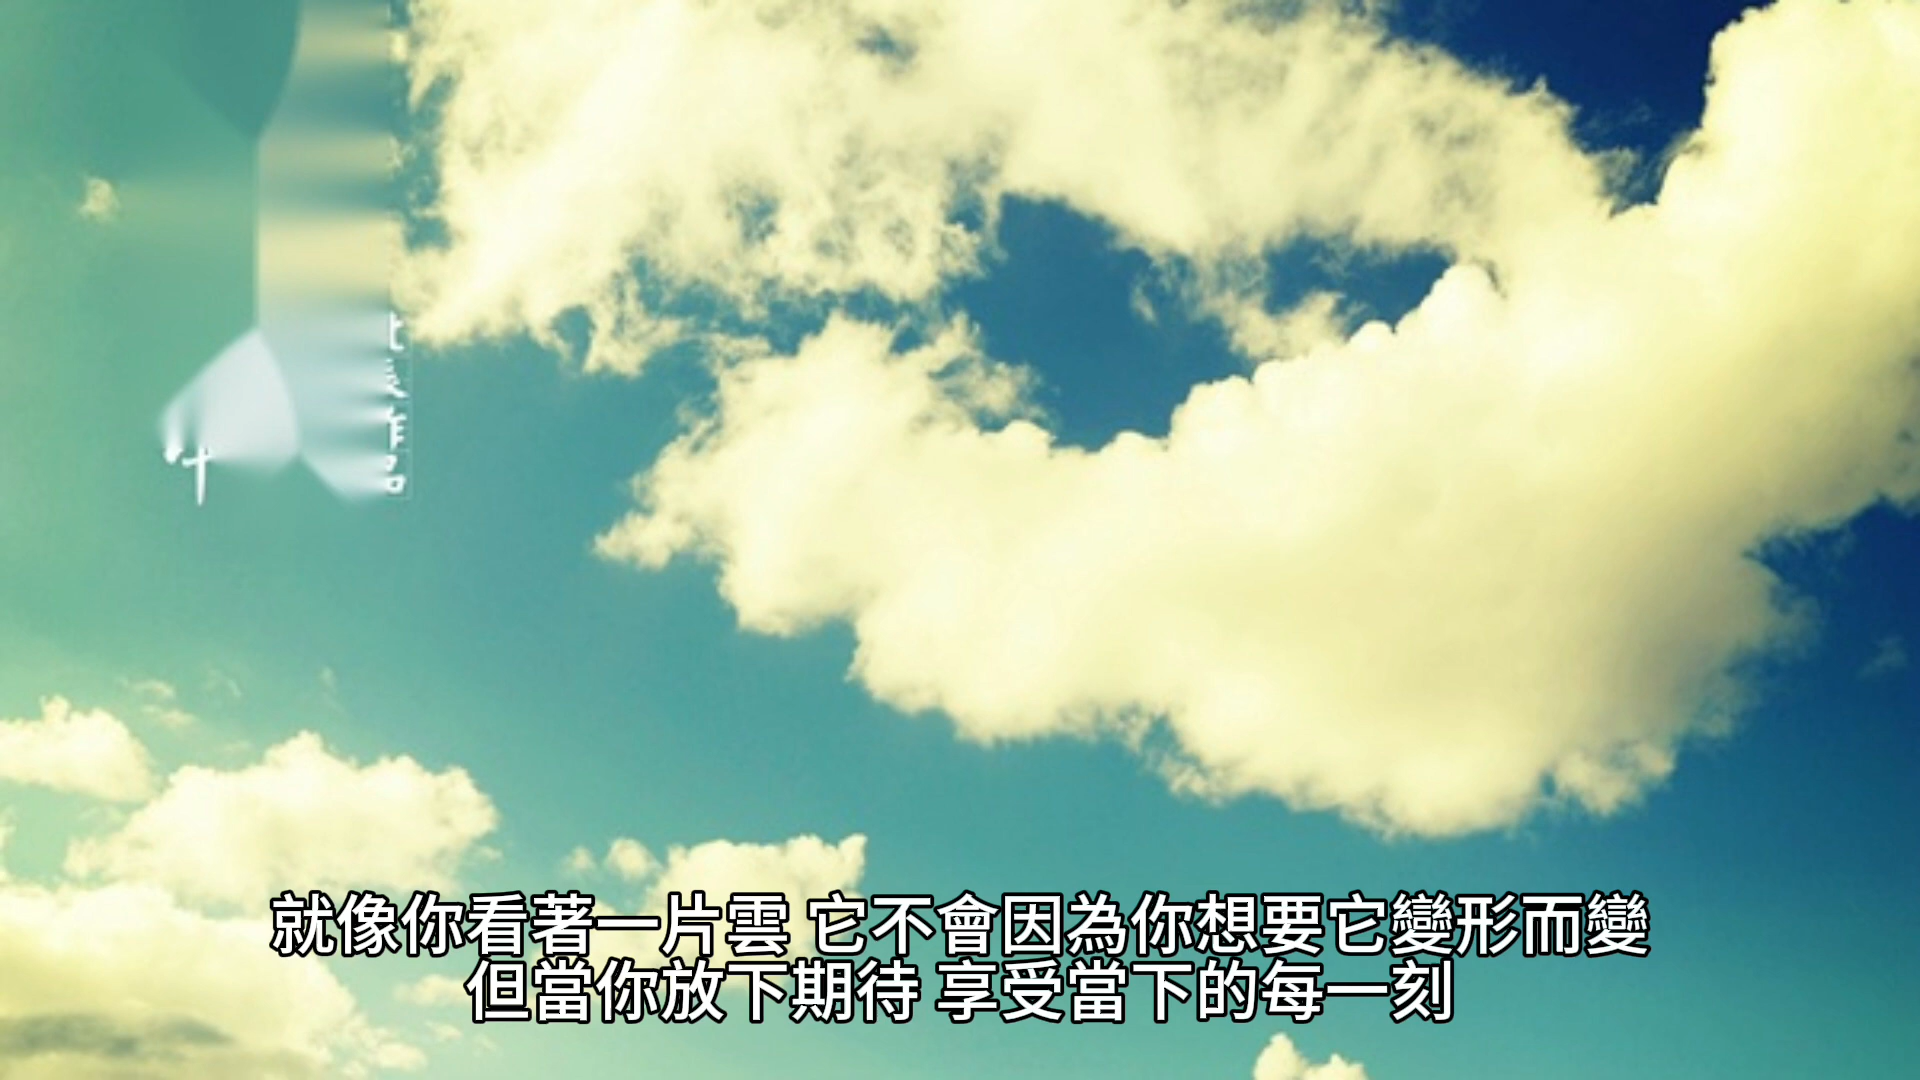 就像你看著一片雲 它不會因為你想要它變形而變
但當你放下期待 享受當下的每一刻